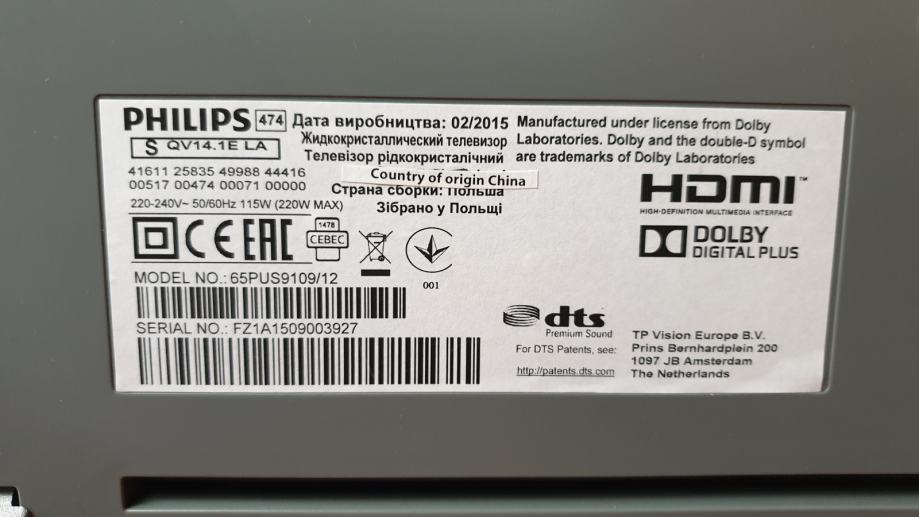 PHILIPS 474
S QV14.1E LA
41611 25835 49988 44416
00517 00474 00071 00000
220-240V~ 50/60Hz 115W (220W MAX)
Дата виробництва: 02/2015
Жидкокристаллический телевизор
Телевізор рідкокристалічний
Country of origin China
Страна сборки: Польша
Зібрано у Польщі
Manufactured under license from Dolby
Laboratories. Dolby and the double-D symbol
are trademarks of Dolby Laboratories
HDMI™
HIGH-DEFINITION MULTIMEDIA INTERFACE
DOLBY
DIGITAL PLUS
CE EAC
1478
CEBEC
001
MODEL NO.: 65PUS9109/12
SERIAL NO.: FZ1A1509003927
dts
Premium Sound
For DTS Patents, see:
http://patents.dts.com
TP Vision Europe B.V.
Prins Bernhardplein 200
1097 JB Amsterdam
The Netherlands